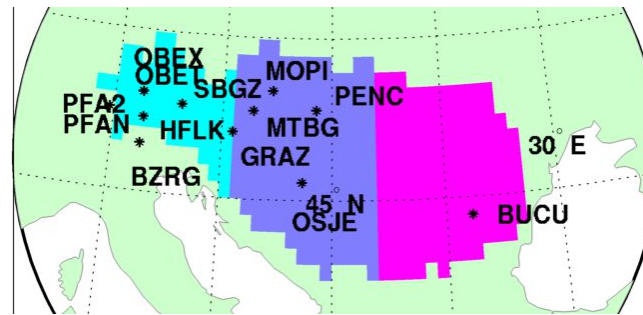 OBEX
OBET
MOPI
SBGZ
PENC
PFA2
PFAN
HFLK
MTBG
30 E
GRAZ
BZRG
45 N
OSJE
BUCU